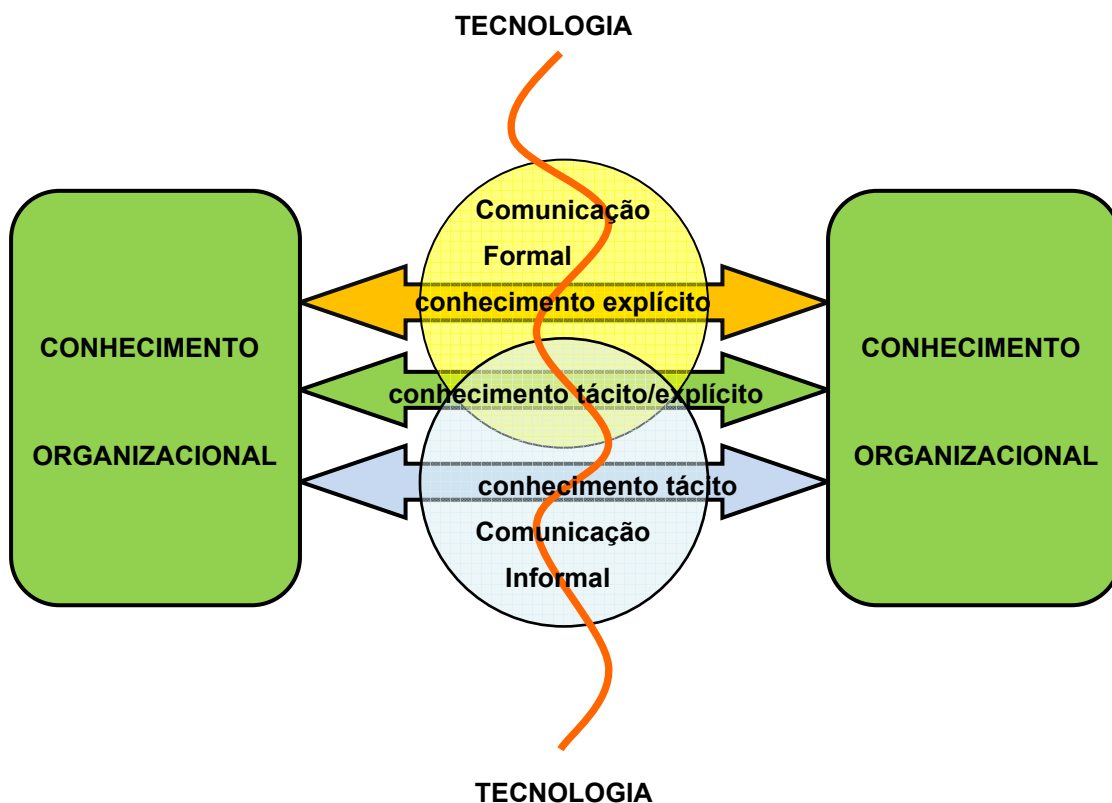 TECNOLOGIA
Comunicação
Formal
conhecimento explícito
CONHECIMENTO
ORGANIZACIONAL
CONHECIMENTO
ORGANIZACIONAL
conhecimento tácito/explícito
conhecimento tácito
Comunicação
Informal
TECNOLOGIA